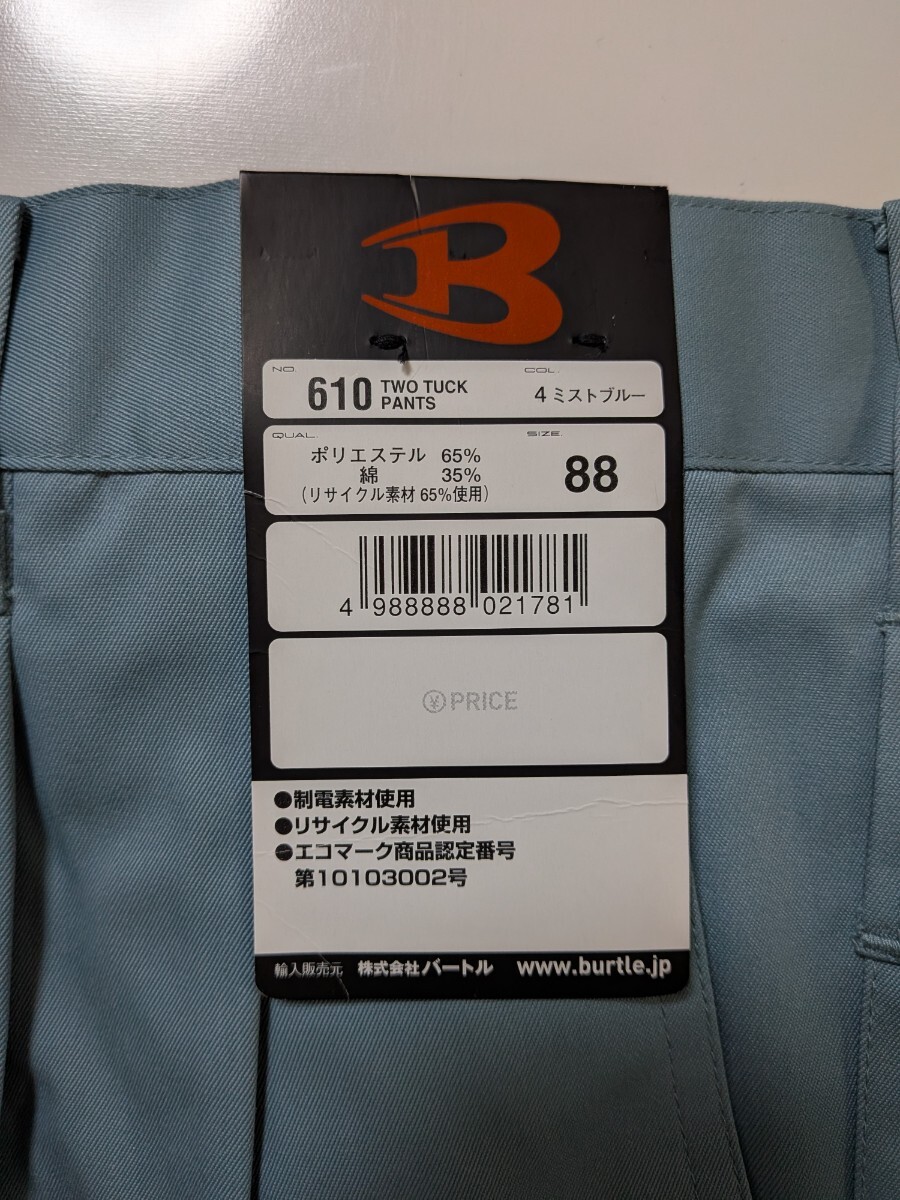 B
NO.
610 TWO TUCK
PANTS
COL.
4 ミストブルー
QUAL.
ポリエステル 65%
綿 35%
(リサイクル素材 65%使用)
SIZE.
88
4 988888 021781
¥ PRICE
●制電素材使用
●リサイクル素材使用
●エコマーク商品認定番号
第10103002号
輸入販売元 株式会社バートル www.burtle.jp